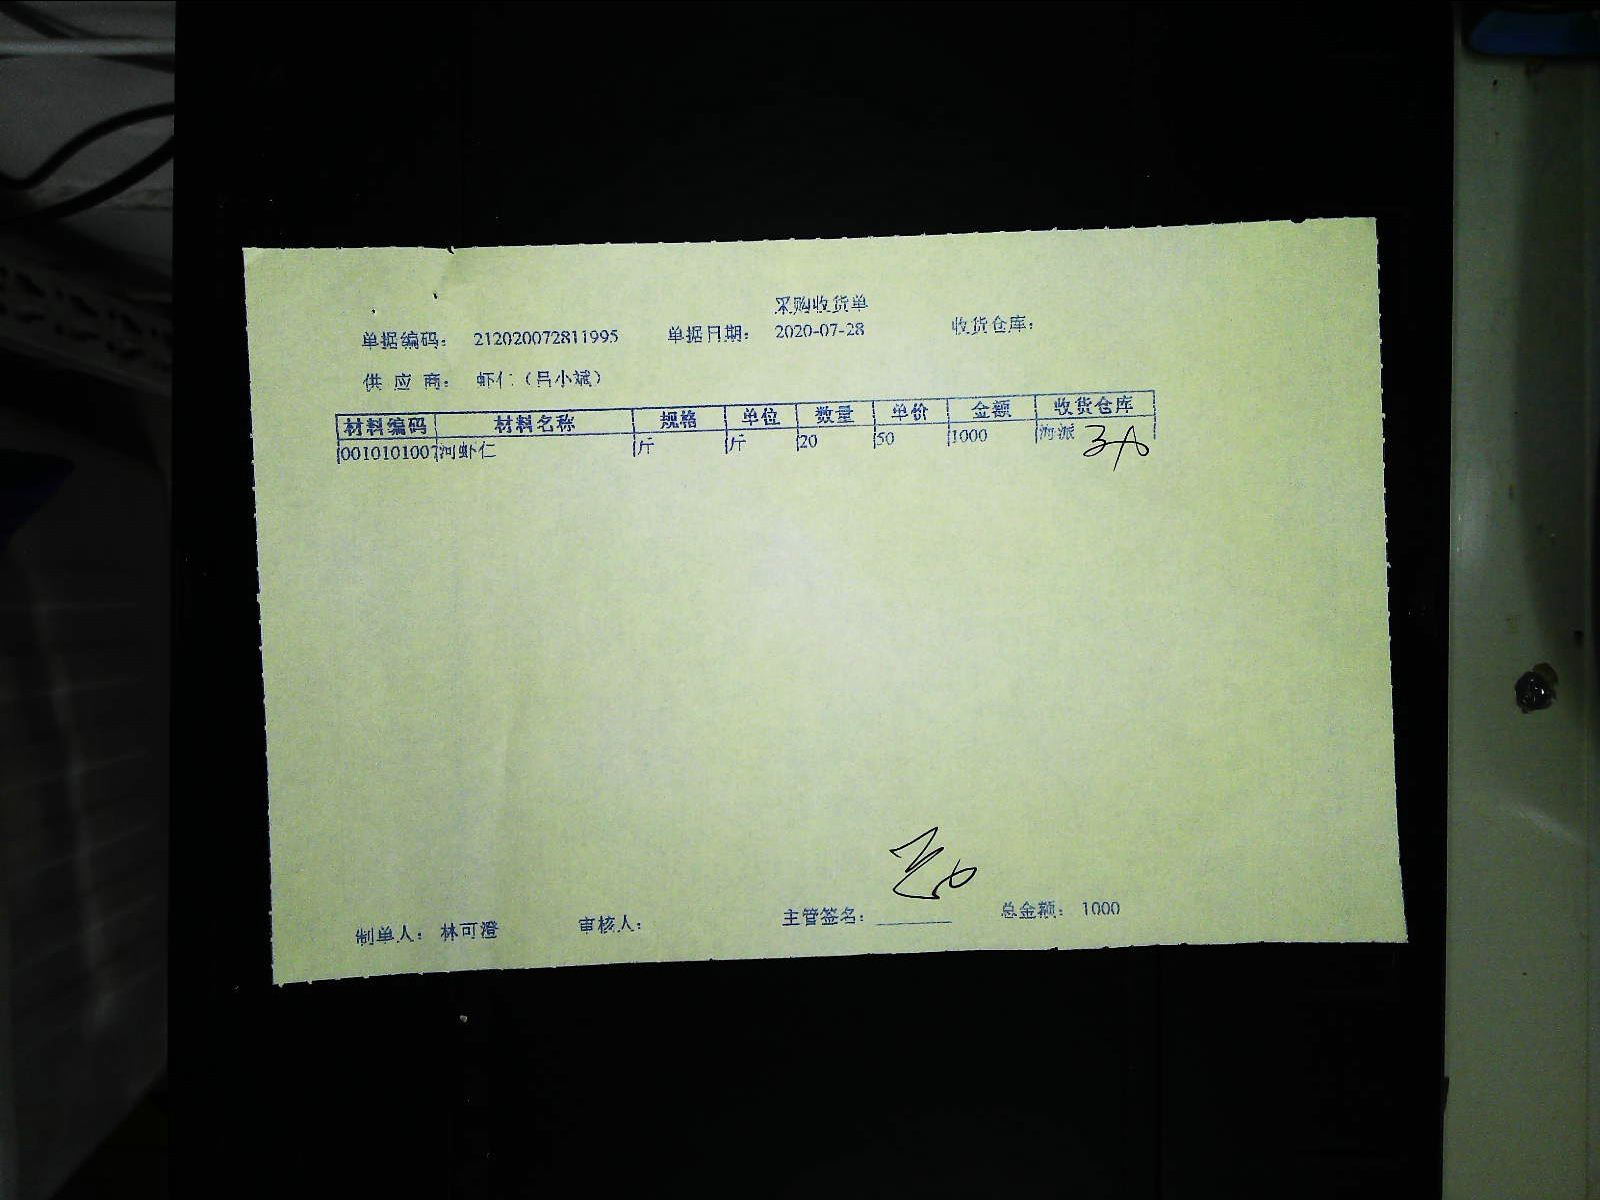 采购收货单
单据编码： 212020072811995 单据日期： 2020-07-28 收货仓库：
供 应 商： 虾仁（吕小斌）
材料编码 材料名称 规格 单位 数量 单价 金额 收货仓库
0010101007 河虾仁 斤 斤 20 50 1000 海派
制单人： 林可澄 审核人： 主管签名： 总金额： 1000